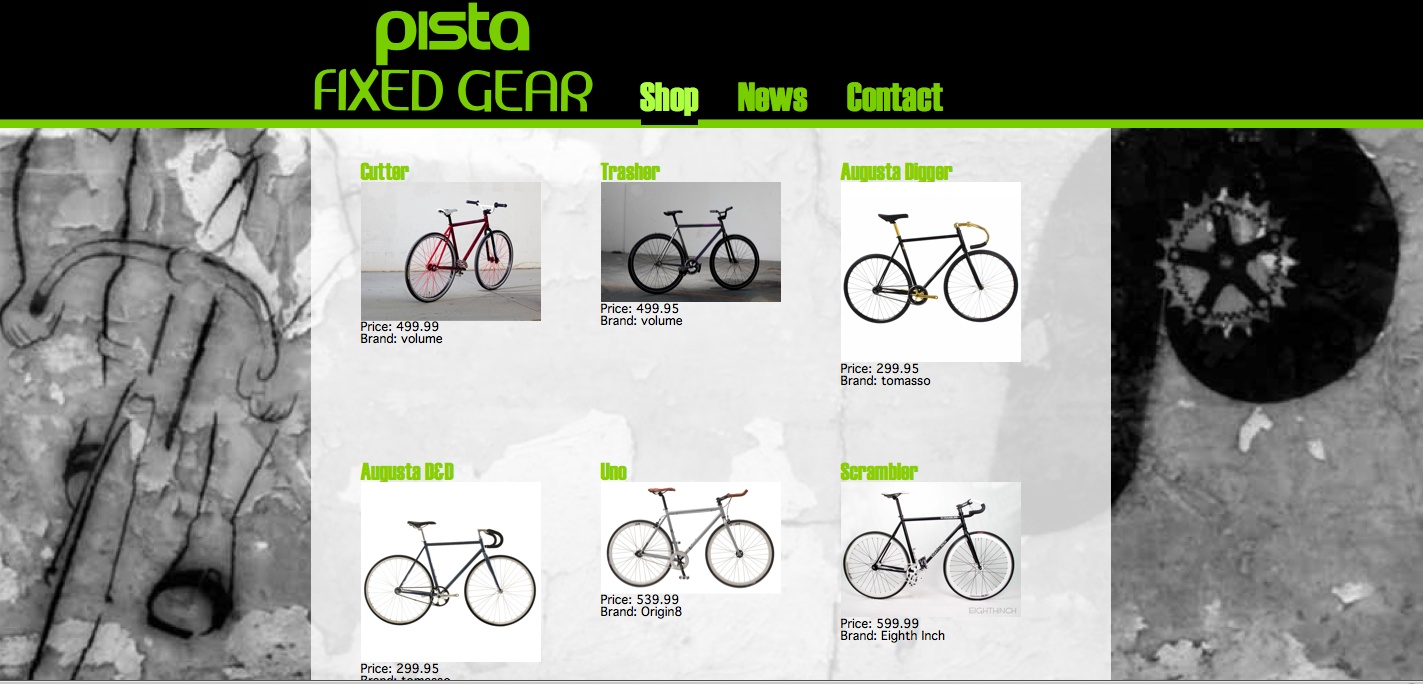 pista
FIXED GEAR
Shop
News
Contact
Cutter
Price: 499.99
Brand: volume
Trasher
Price: 499.95
Brand: volume
Augusta Digger
Price: 299.95
Brand: tomasso
Augusta D&D
Price: 299.95
Brand: tomasso
Uno
Price: 539.99
Brand: Origin8
Scrambler
EIGHTHINCH
Price: 599.99
Brand: Eighth Inch